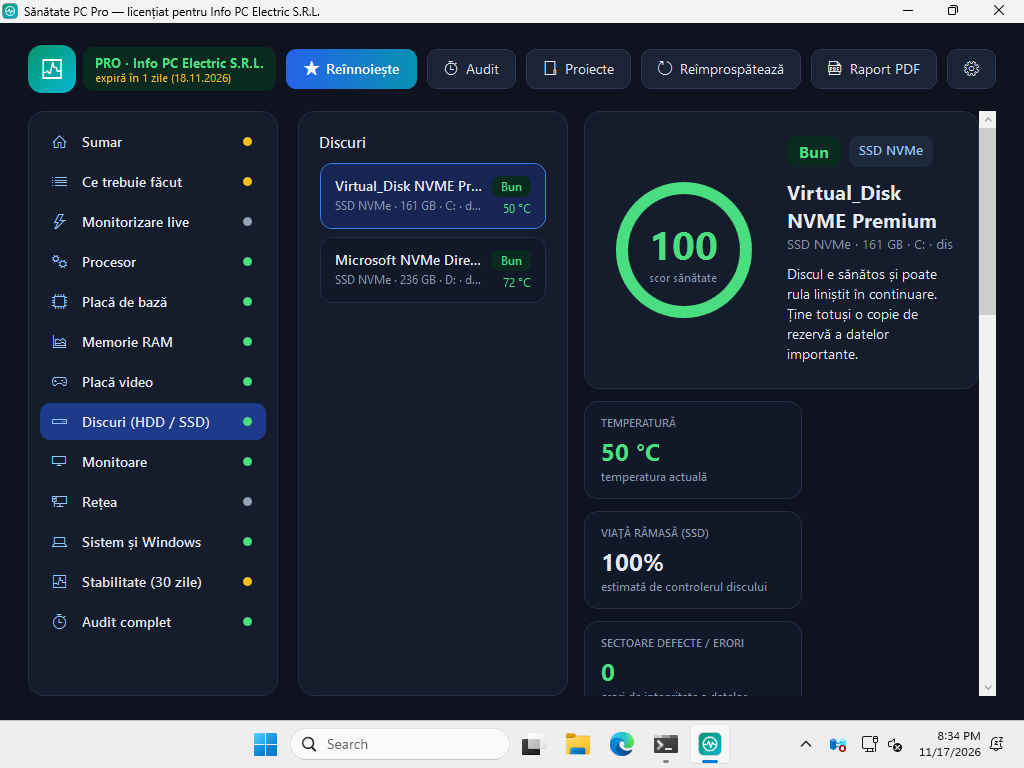 Sănătate PC Pro — licențiat pentru Info PC Electric S.R.L.
PRO · Info PC Electric S.R.L.
expiră în 1 zile (18.11.2026)
Reînnoiește
Audit
Proiecte
Reîmprospătează
Raport PDF
Sumar
Ce trebuie făcut
Monitorizare live
Procesor
Placă de bază
Memorie RAM
Placă video
Discuri (HDD / SSD)
Monitoare
Rețea
Sistem și Windows
Stabilitate (30 zile)
Audit complet
Discuri
Virtual_Disk NVME Pr... Bun
SSD NVMe · 161 GB · C: · d... 50 °C
Microsoft NVMe Dire... Bun
SSD NVMe · 236 GB · D: · d... 72 °C
100
scor sănătate
Bun
SSD NVMe
Virtual_Disk
NVME Premium
SSD NVMe · 161 GB · C: · dis
Discul e sănătos și poate
rula liniștit în continuare.
Ține totuși o copie de
rezervă a datelor
importante.
TEMPERATURĂ
50 °C
temperatura actuală
VIAȚĂ RĂMASĂ (SSD)
100%
estimată de controlerul discului
SECTOARE DEFECTE / ERORI
0
erori de integritate a datelor
Search
8:34 PM
11/17/2026